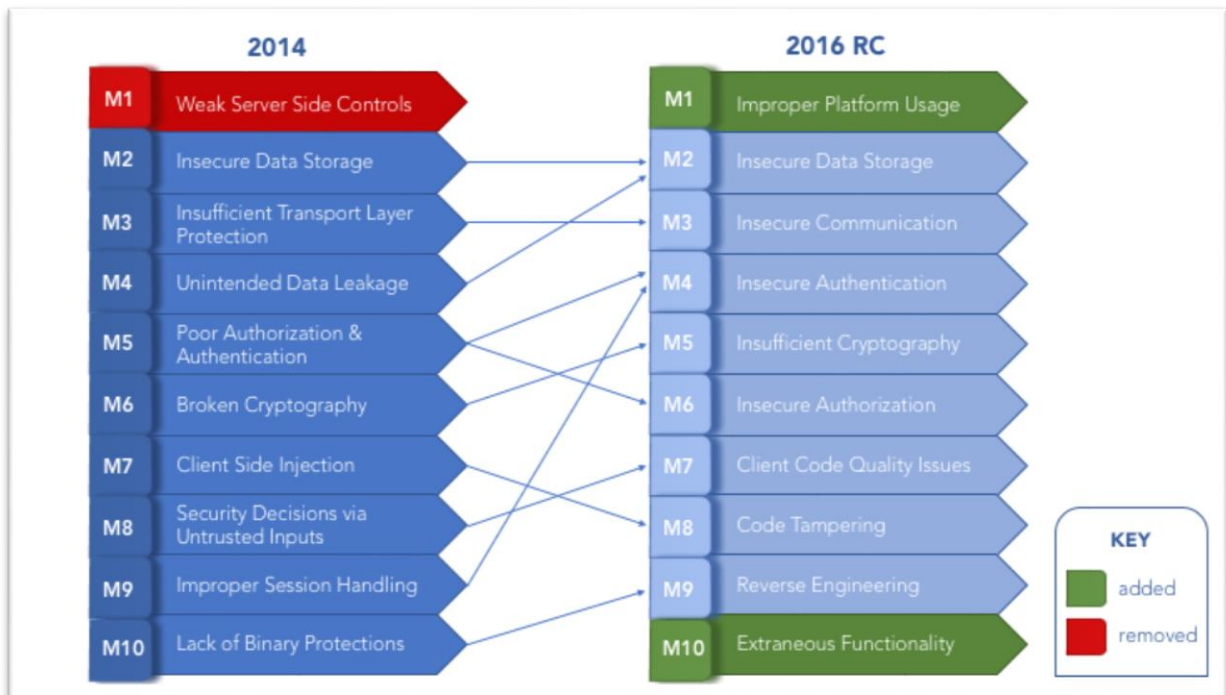 2014
M1 Weak Server Side Controls
M2 Insecure Data Storage
M3 Insufficient Transport Layer
Protection
M4 Unintended Data Leakage
M5 Poor Authorization &
Authentication
M6 Broken Cryptography
M7 Client Side Injection
M8 Security Decisions via
Untrusted Inputs
M9 Improper Session Handling
M10 Lack of Binary Protections
2016 RC
M1 Improper Platform Usage
M2 Insecure Data Storage
M3 Insecure Communication
M4 Insecure Authentication
M5 Insufficient Cryptography
M6 Insecure Authorization
M7 Client Code Quality Issues
M8 Code Tampering
M9 Reverse Engineering
M10 Extraneous Functionality
KEY
added
removed